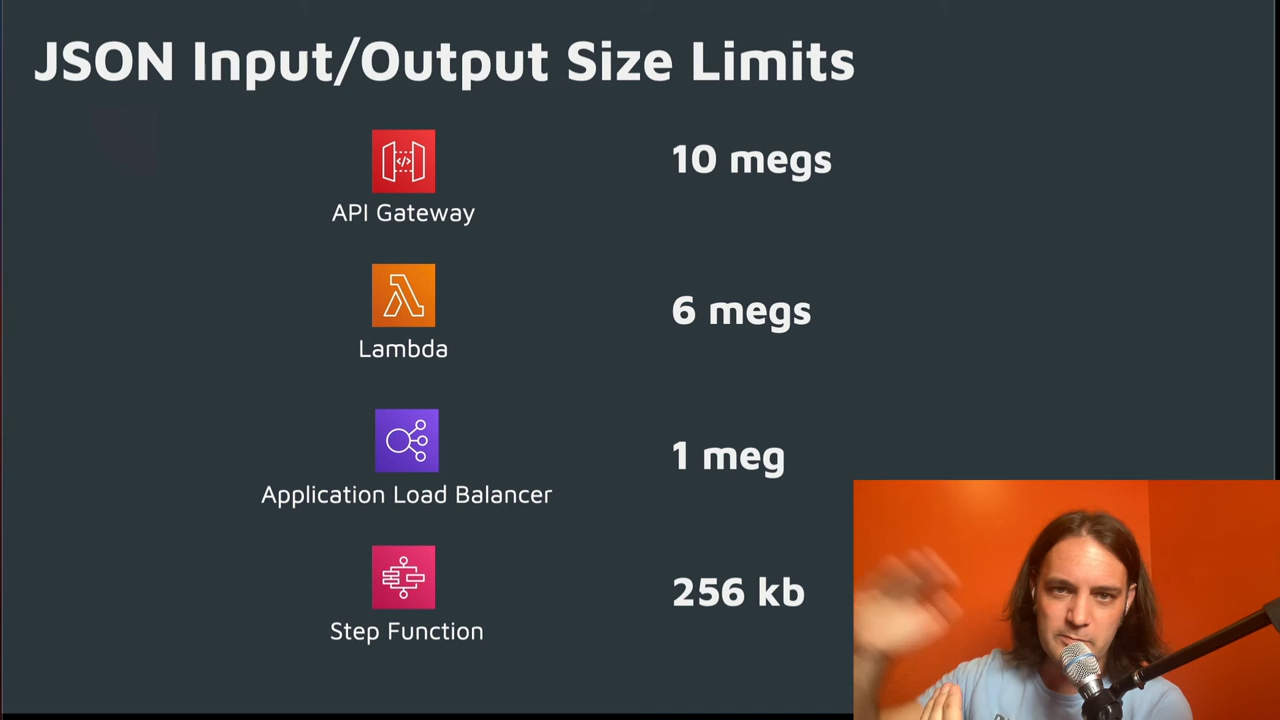 JSON Input/Output Size Limits
10 megs
API Gateway
6 megs
Lambda
1 meg
Application Load Balancer
256 kb
Step Function